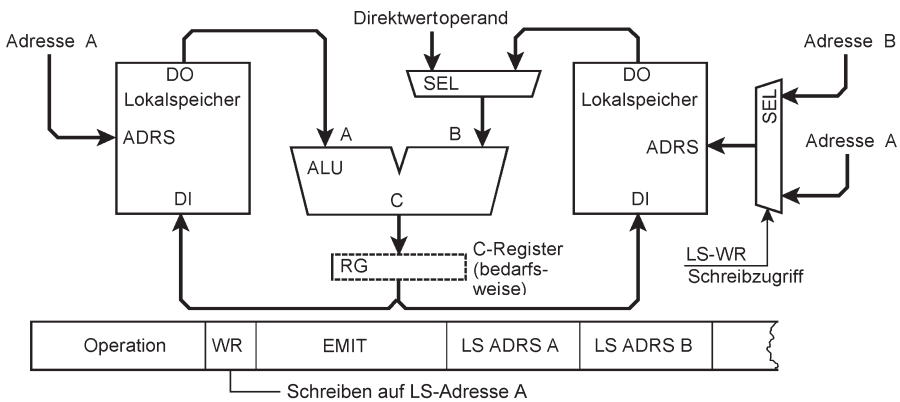 Direktwertoperand
Adresse A
Adresse B
DO
Lokalspeicher
ADRS
DI
SEL
A
B
ALU
C
DO
Lokalspeicher
ADRS
DI
SEL
Adresse A
RG
C-Register
(bedarfs-
weise)
LS-WR
Schreibzugriff
Operation
WR
EMIT
LS ADRS A
LS ADRS B
Schreiben auf LS-Adresse A